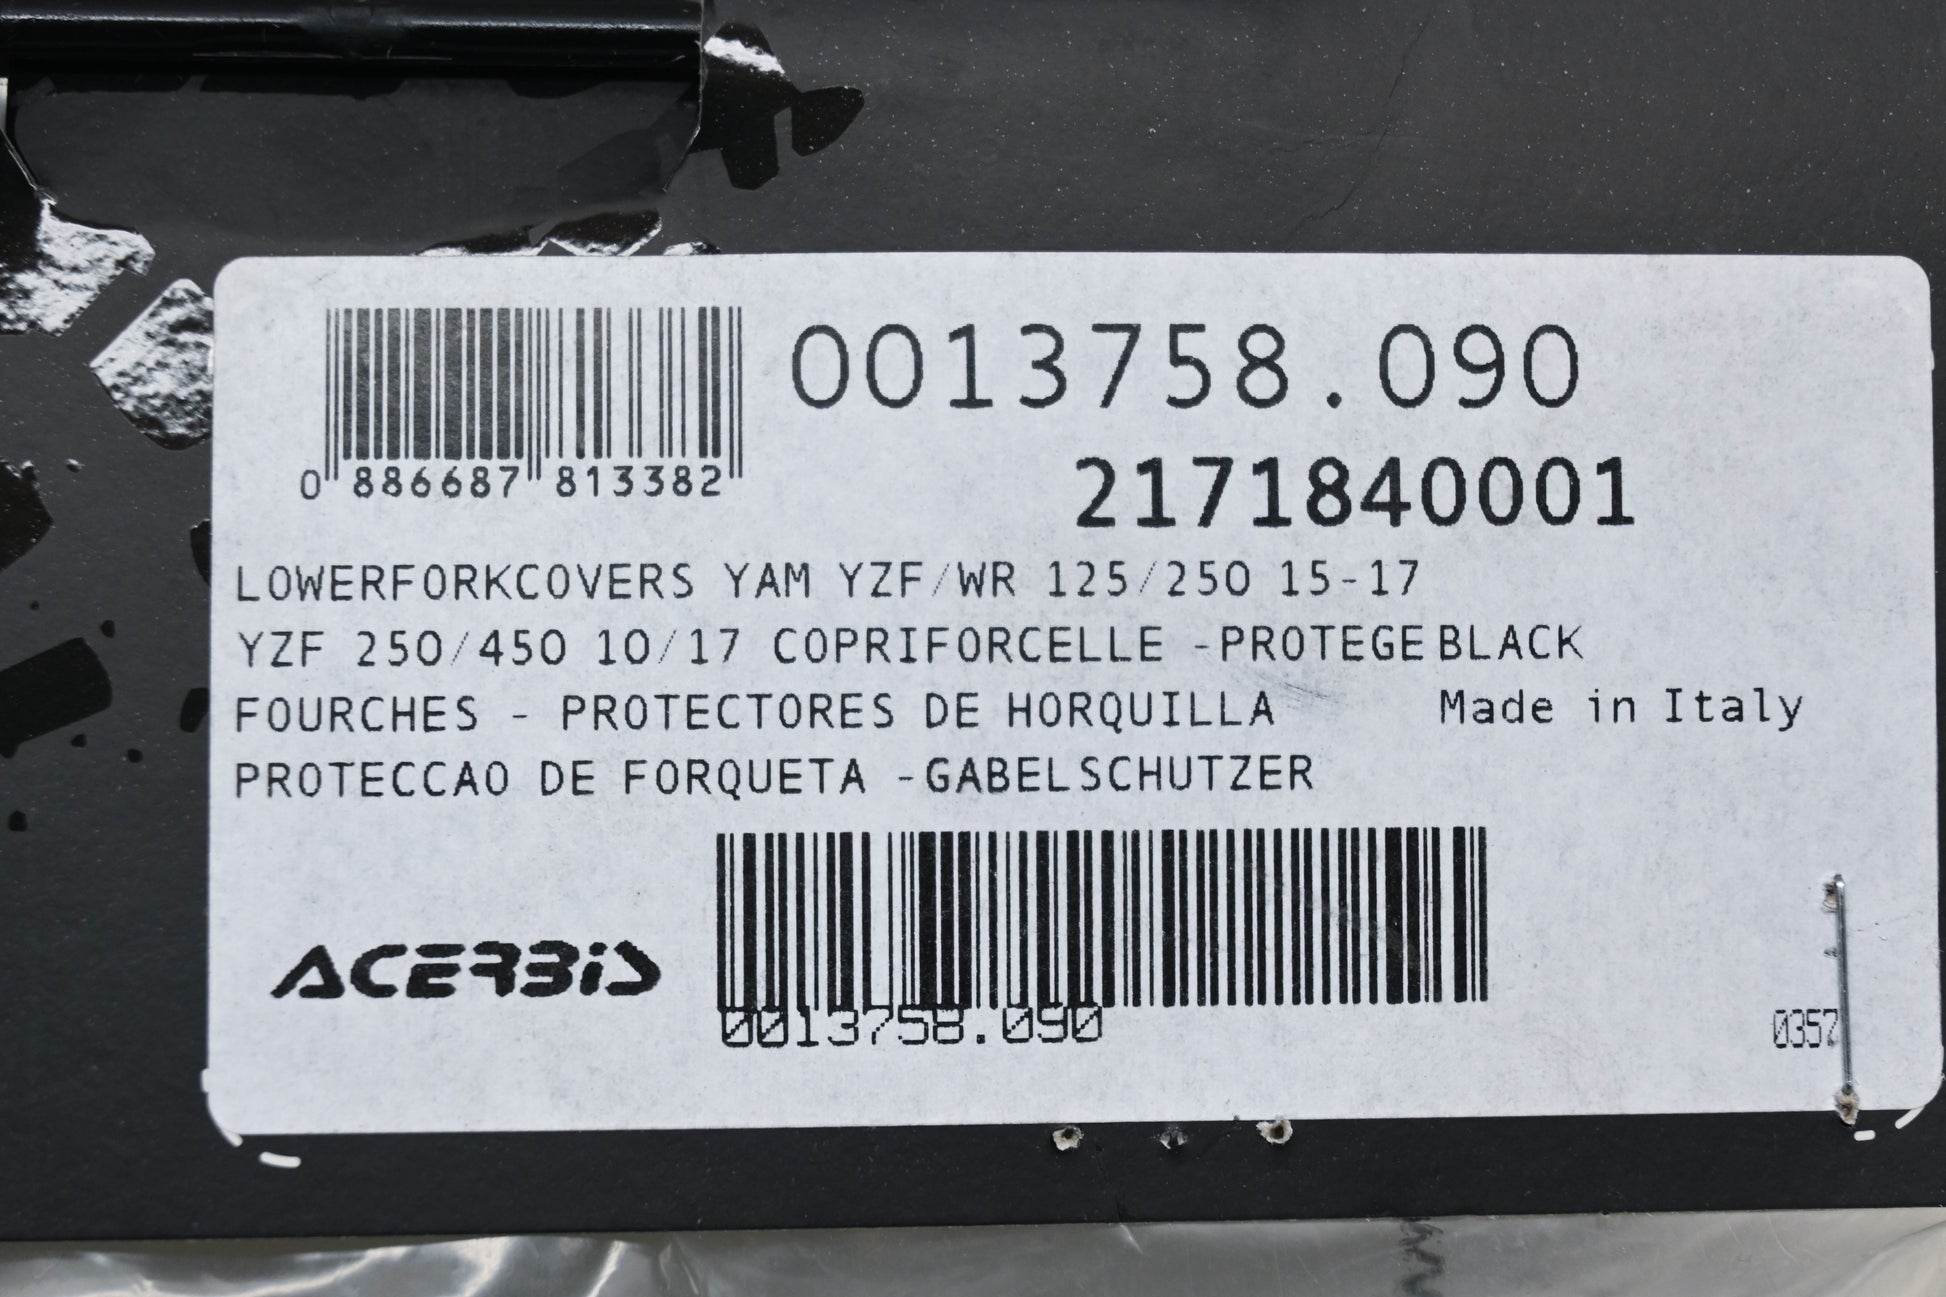 0013758.090
0 886687 813382
2171840001
LOWERFORKCOVERS YAM YZF/WR 125/250 15-17
YZF 250/450 10/17 COPRIFORCELLE -PROTEGE BLACK
FOURCHES - PROTECTORES DE HORQUILLA Made in Italy
PROTECCAO DE FORQUETA -GABELSCHUTZER
ACERBIS
0013758.090
0357